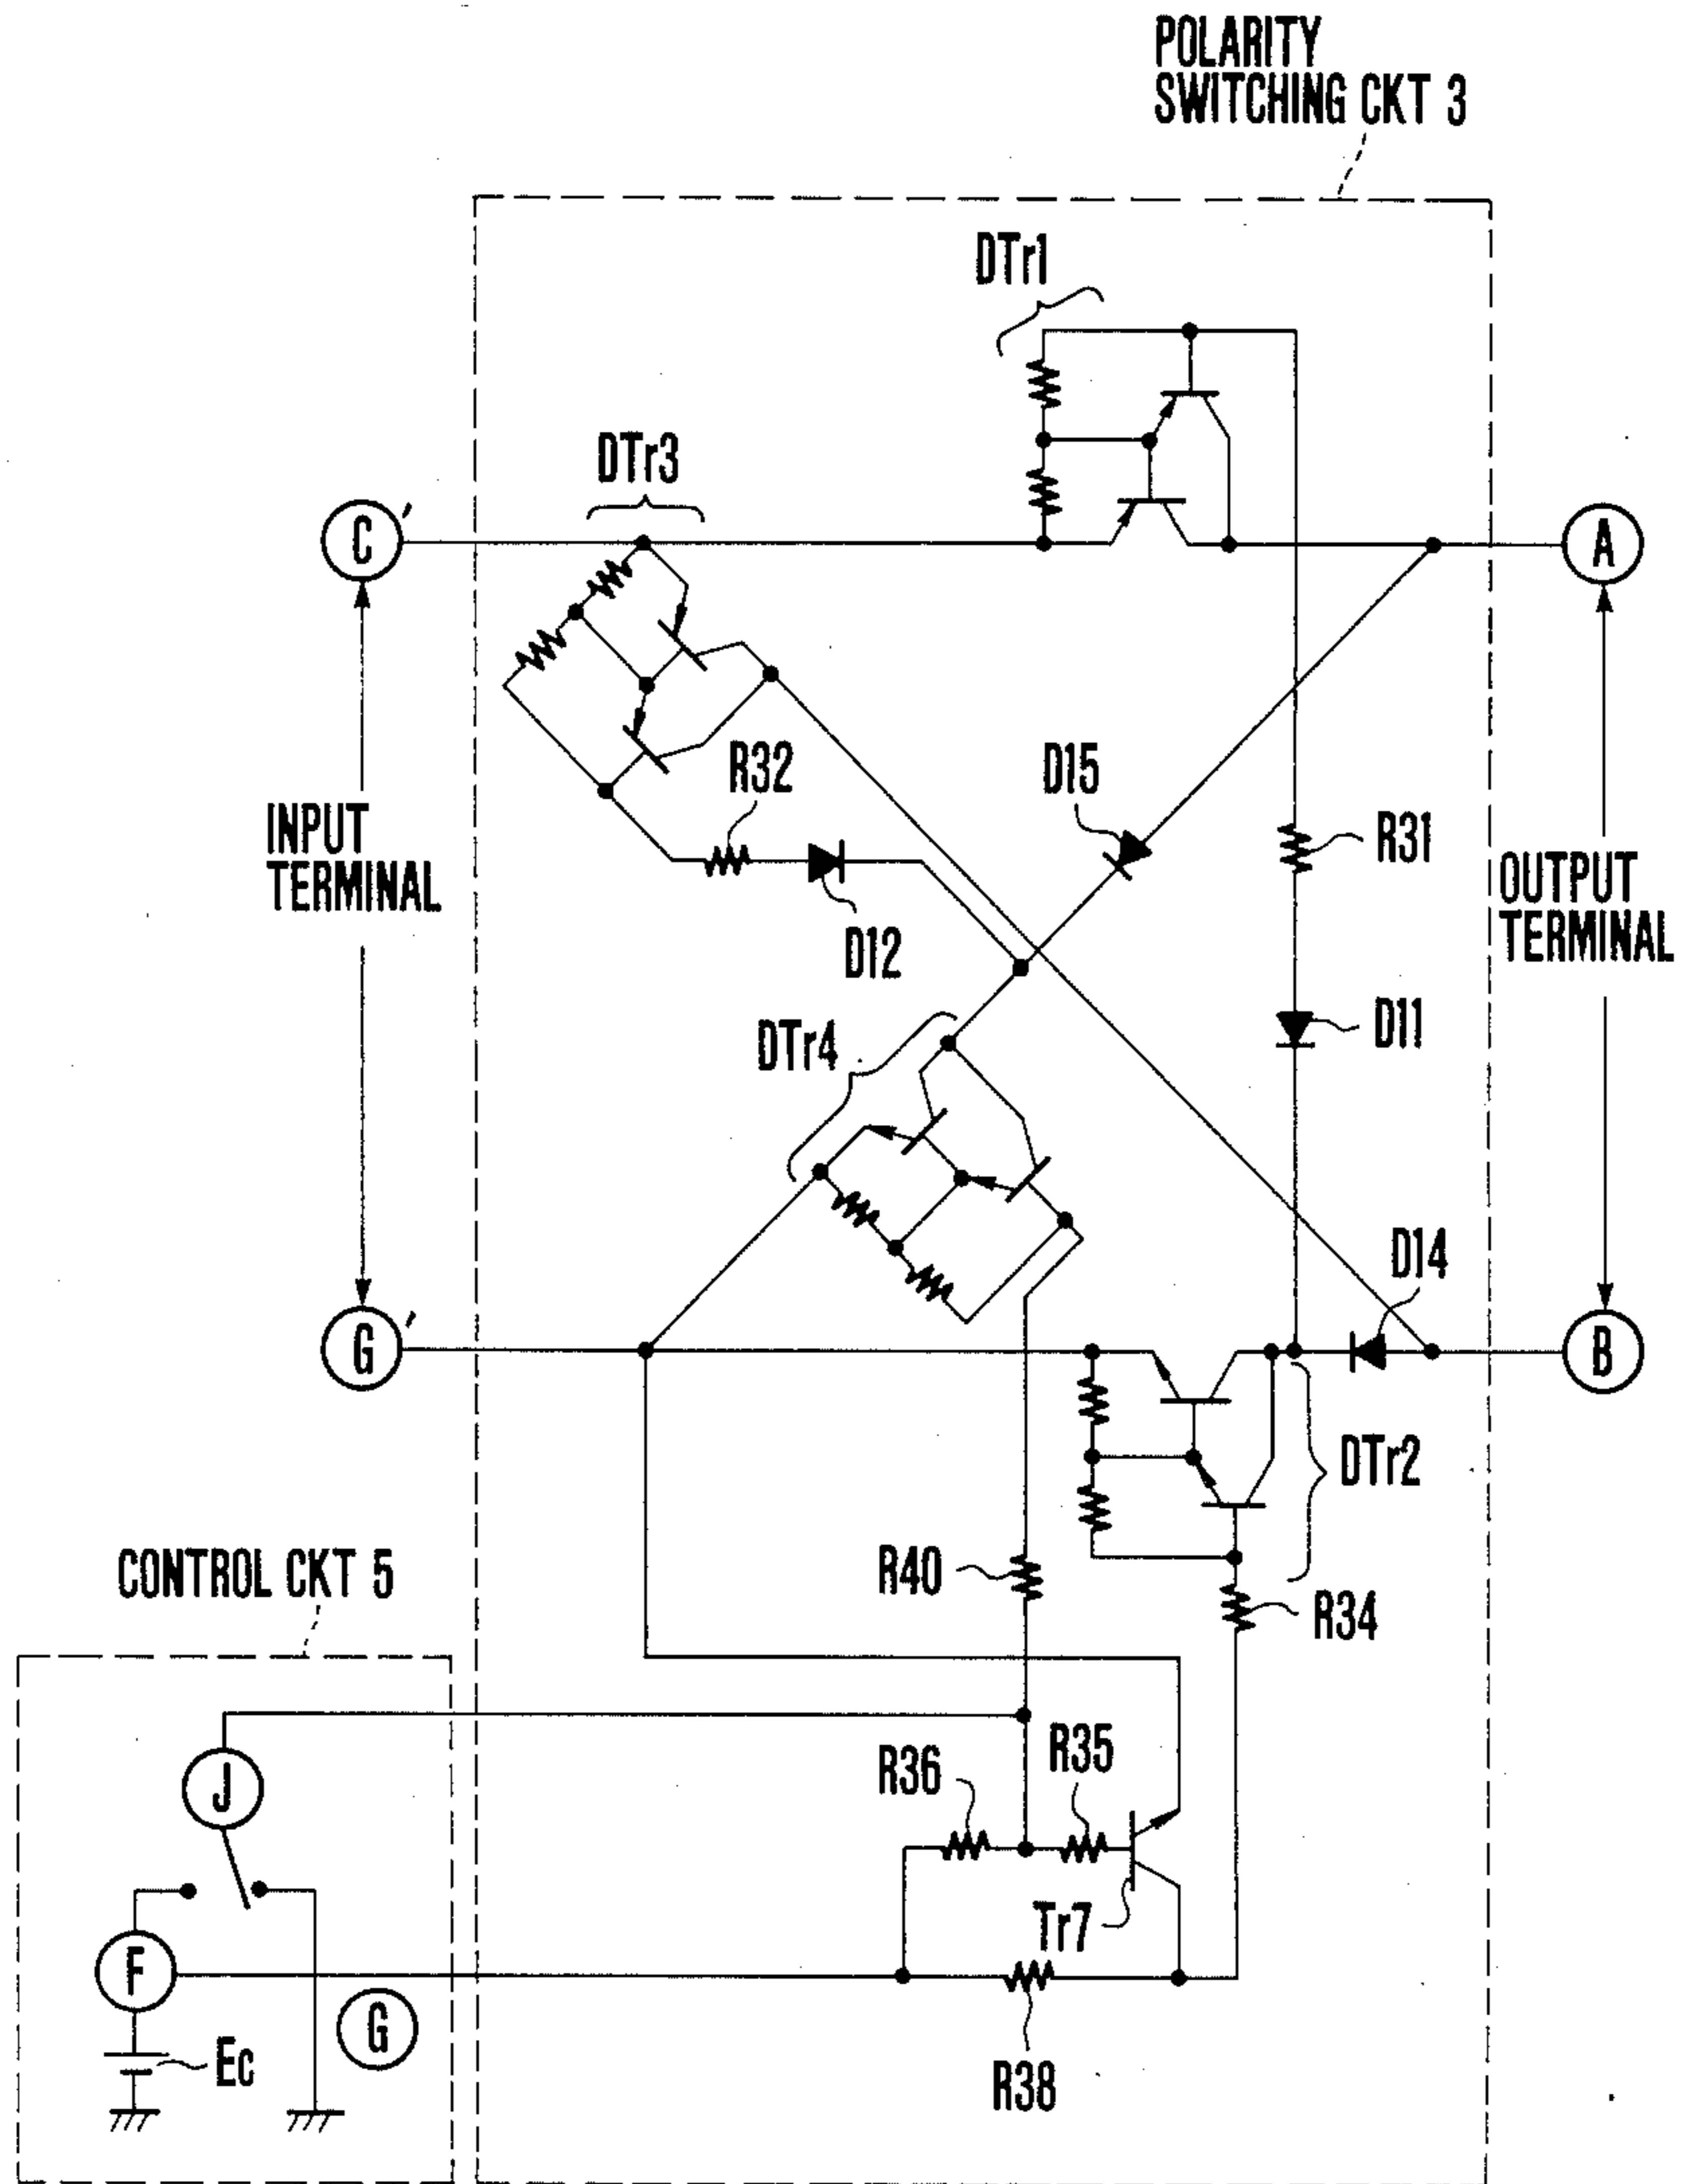 POLARITY
SWITCHING CKT 3
DTr1
DTr3
C'
A
R32
D15
R31
INPUT
TERMINAL
OUTPUT
TERMINAL
D12
D11
DTr4
D14
G'
B
DTr2
CONTROL CKT 5
R40
R34
J
R36
R35
F
Tr7
G
Ec
R38